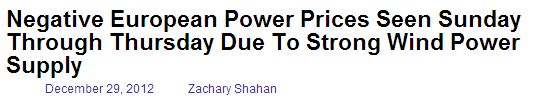 Negative European Power Prices Seen Sunday
Through Thursday Due To Strong Wind Power
Supply
December 29, 2012 Zachary Shahan